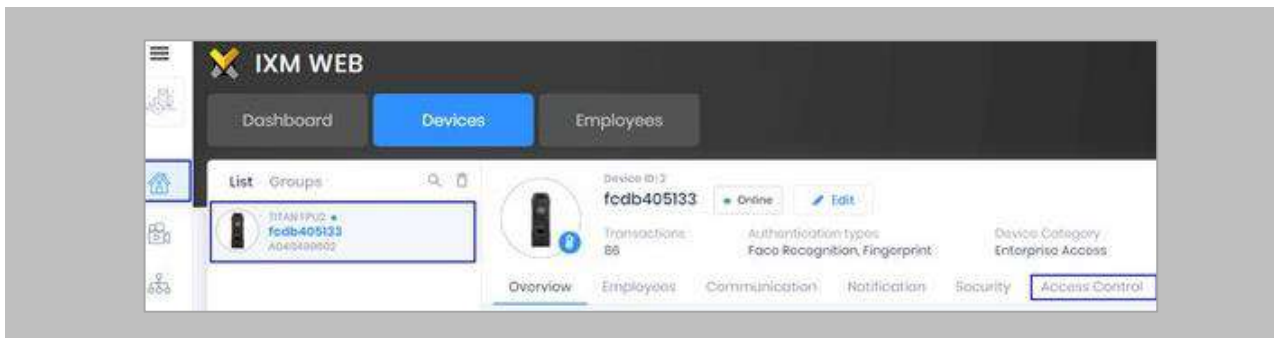 IXM WEB
Dashboard Devices Employees
List Groups
TITAN FPU2
fcdb405133
Device ID: 2
fcdb405133 Online Edit
Transactions Authentication types Device Category
86 Face Recognition, Fingerprint Enterprise Access
Overview Employees Communication Notification Security Access Control